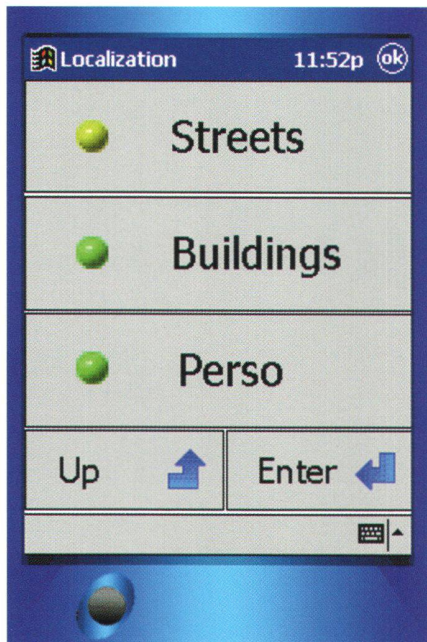 Localization 11:52p ok
Streets
Buildings
Perso
Up Enter